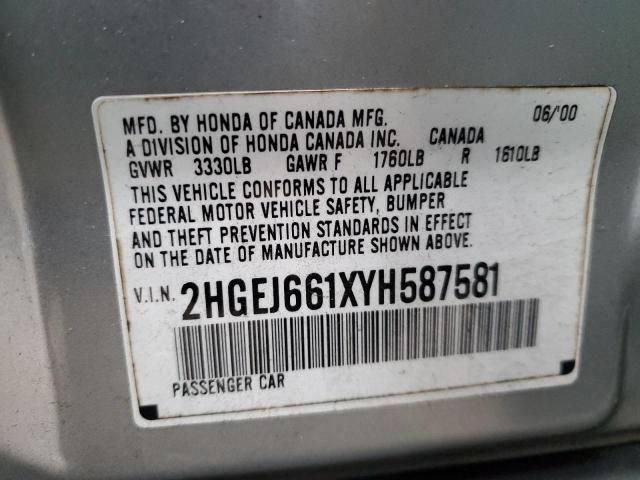 MFD. BY HONDA OF CANADA MFG. 06/'00
A DIVISION OF HONDA CANADA INC. CANADA
GVWR 3330LB GAWR F 1760LB R 1610LB
THIS VEHICLE CONFORMS TO ALL APPLICABLE
FEDERAL MOTOR VEHICLE SAFETY, BUMPER
AND THEFT PREVENTION STANDARDS IN EFFECT
ON THE DATE OF MANUFACTURE SHOWN ABOVE.
V.I.N. 2HGEJ661XYH587581
PASSENGER CAR